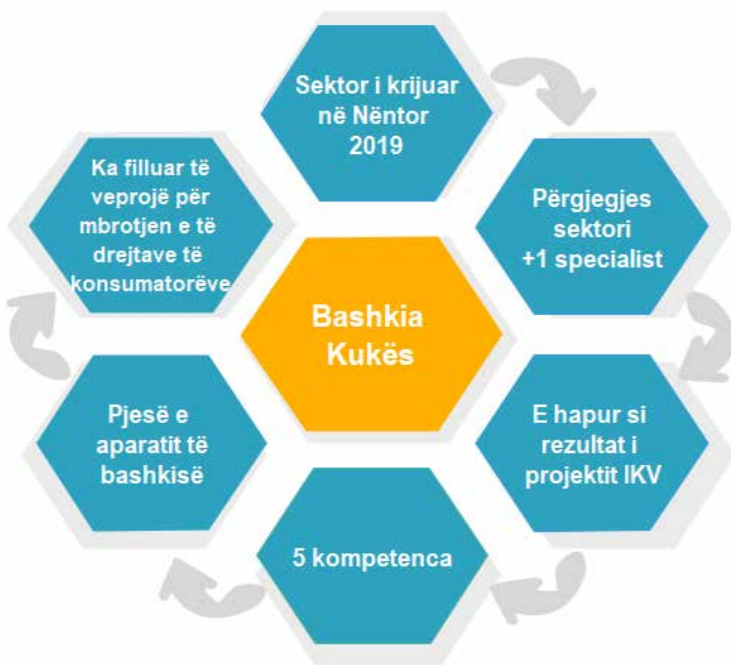 Sektor i krijuar
në Nëntor
2019
Përgjegjes
sektori
+1 specialist
E hapur si
rezultat i
projektit IKV
5 kompetenca
Pjesë e
aparatit të
bashkisë
Ka filluar të
veprojë për
mbrotjen e të
drejtave të
konsumatorëve
Bashkia
Kukës